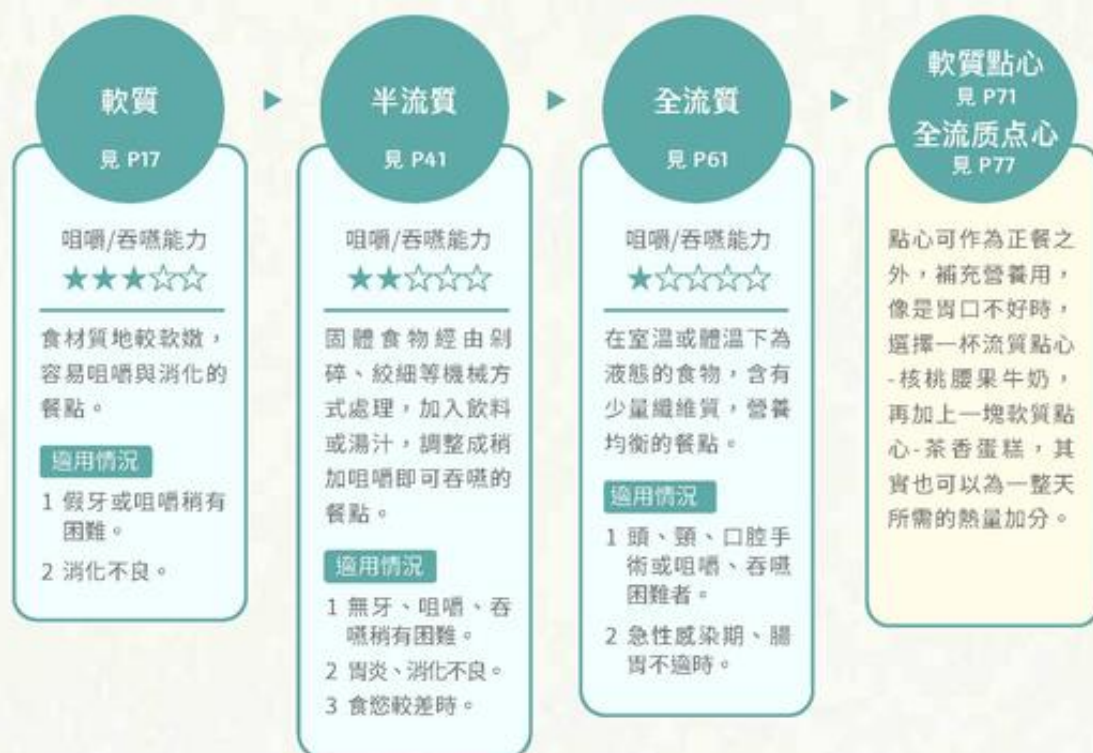 軟質
見 P17
咀嚼/吞嚥能力
★★★☆☆
食材質地較軟嫩，
容易咀嚼與消化的
餐點。
適用情況
1 假牙或咀嚼稍有
困難。
2 消化不良。
半流質
見 P41
咀嚼/吞嚥能力
★★☆☆☆
固體食物經由剁
碎、絞細等機械方
式處理，加入飲料
或湯汁，調整成稍
加咀嚼即可吞嚥的
餐點。
適用情況
1 無牙、咀嚼、吞
嚥稍有困難。
2 胃炎、消化不良。
3 食慾較差時。
全流質
見 P61
咀嚼/吞嚥能力
★☆☆☆☆
在室溫或體溫下為
液態的食物，含有
少量纖維質，營養
均衡的餐點。
適用情況
1 頭、頸、口腔手
術或咀嚼、吞嚥
困難者。
2 急性感染期、腸
胃不適時。
軟質點心
見 P71
全流质点心
見 P77
點心可作為正餐之
外，補充營養用，
像是胃口不好時，
選擇一杯流質點心
-核桃腰果牛奶，
再加上一塊軟質點
心-茶香蛋糕，其
實也可以為一整天
所需的熱量加分。